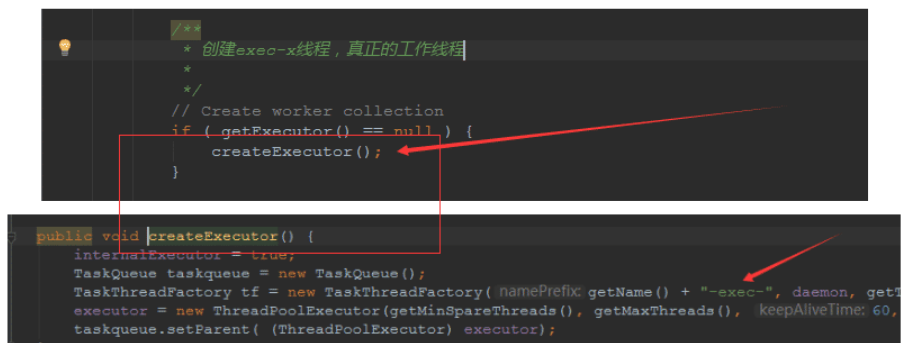 /**
* 创建exec-x线程，真正的工作线程
*
*/
// Create worker collection
if ( getExecutor() == null ) {
createExecutor();
}
public void createExecutor() {
internalExecutor = true;
TaskQueue taskqueue = new TaskQueue();
TaskThreadFactory tf = new TaskThreadFactory( namePrefix: getName() + "-exec-", daemon, getT
executor = new ThreadPoolExecutor(getMinSpareThreads(), getMaxThreads(), keepAliveTime: 60,
taskqueue.setParent( (ThreadPoolExecutor) executor);